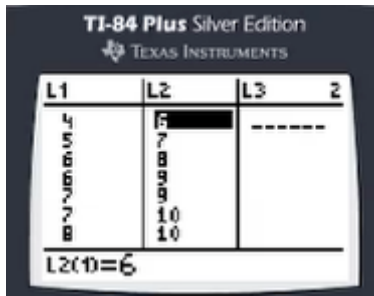 TI-84 Plus Silver Edition
TEXAS INSTRUMENTS
L1 L2 L3 2
4 6 ------
5 7
6 8
6 9
7 9
7 10
8 10
L2(1)=6